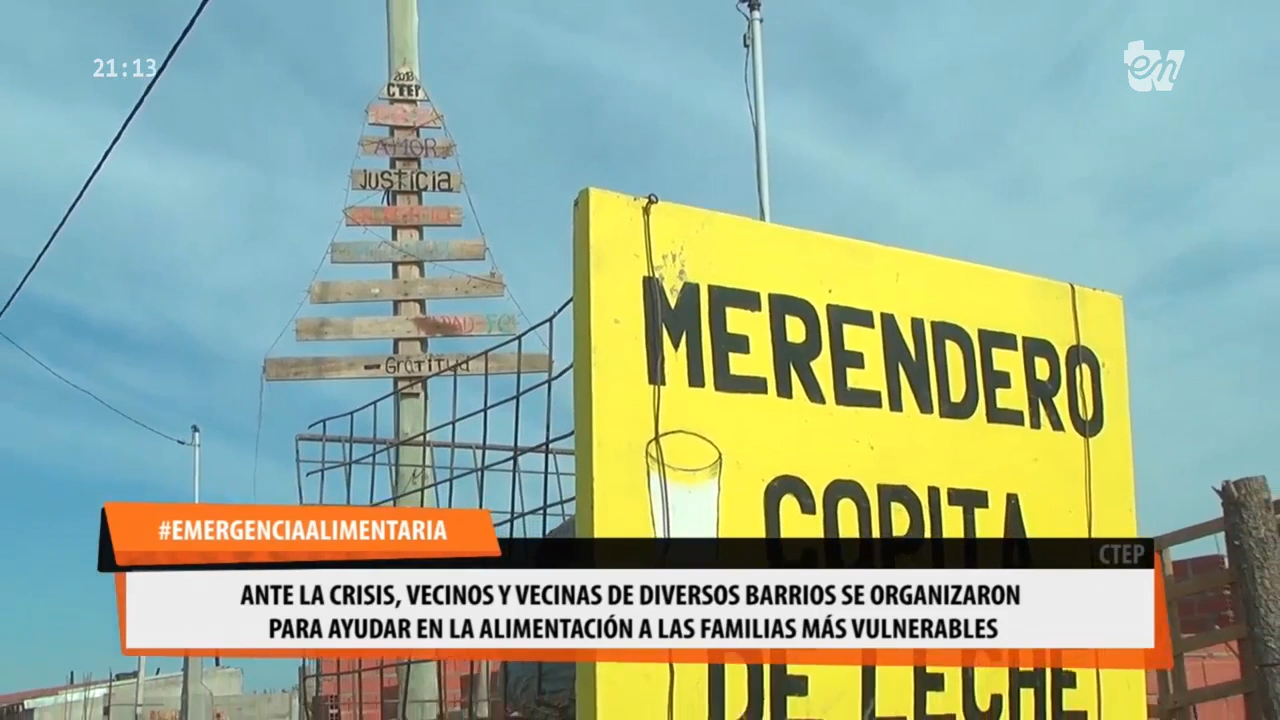 21:13
en
2018
CTEP
AMOR
JUSTICIA
- GRATITUD
MERENDERO
COPITA
DE LECHE
#EMERGENCIAALIMENTARIA
CTEP
ANTE LA CRISIS, VECINOS Y VECINAS DE DIVERSOS BARRIOS SE ORGANIZARON
PARA AYUDAR EN LA ALIMENTACIÓN A LAS FAMILIAS MÁS VULNERABLES